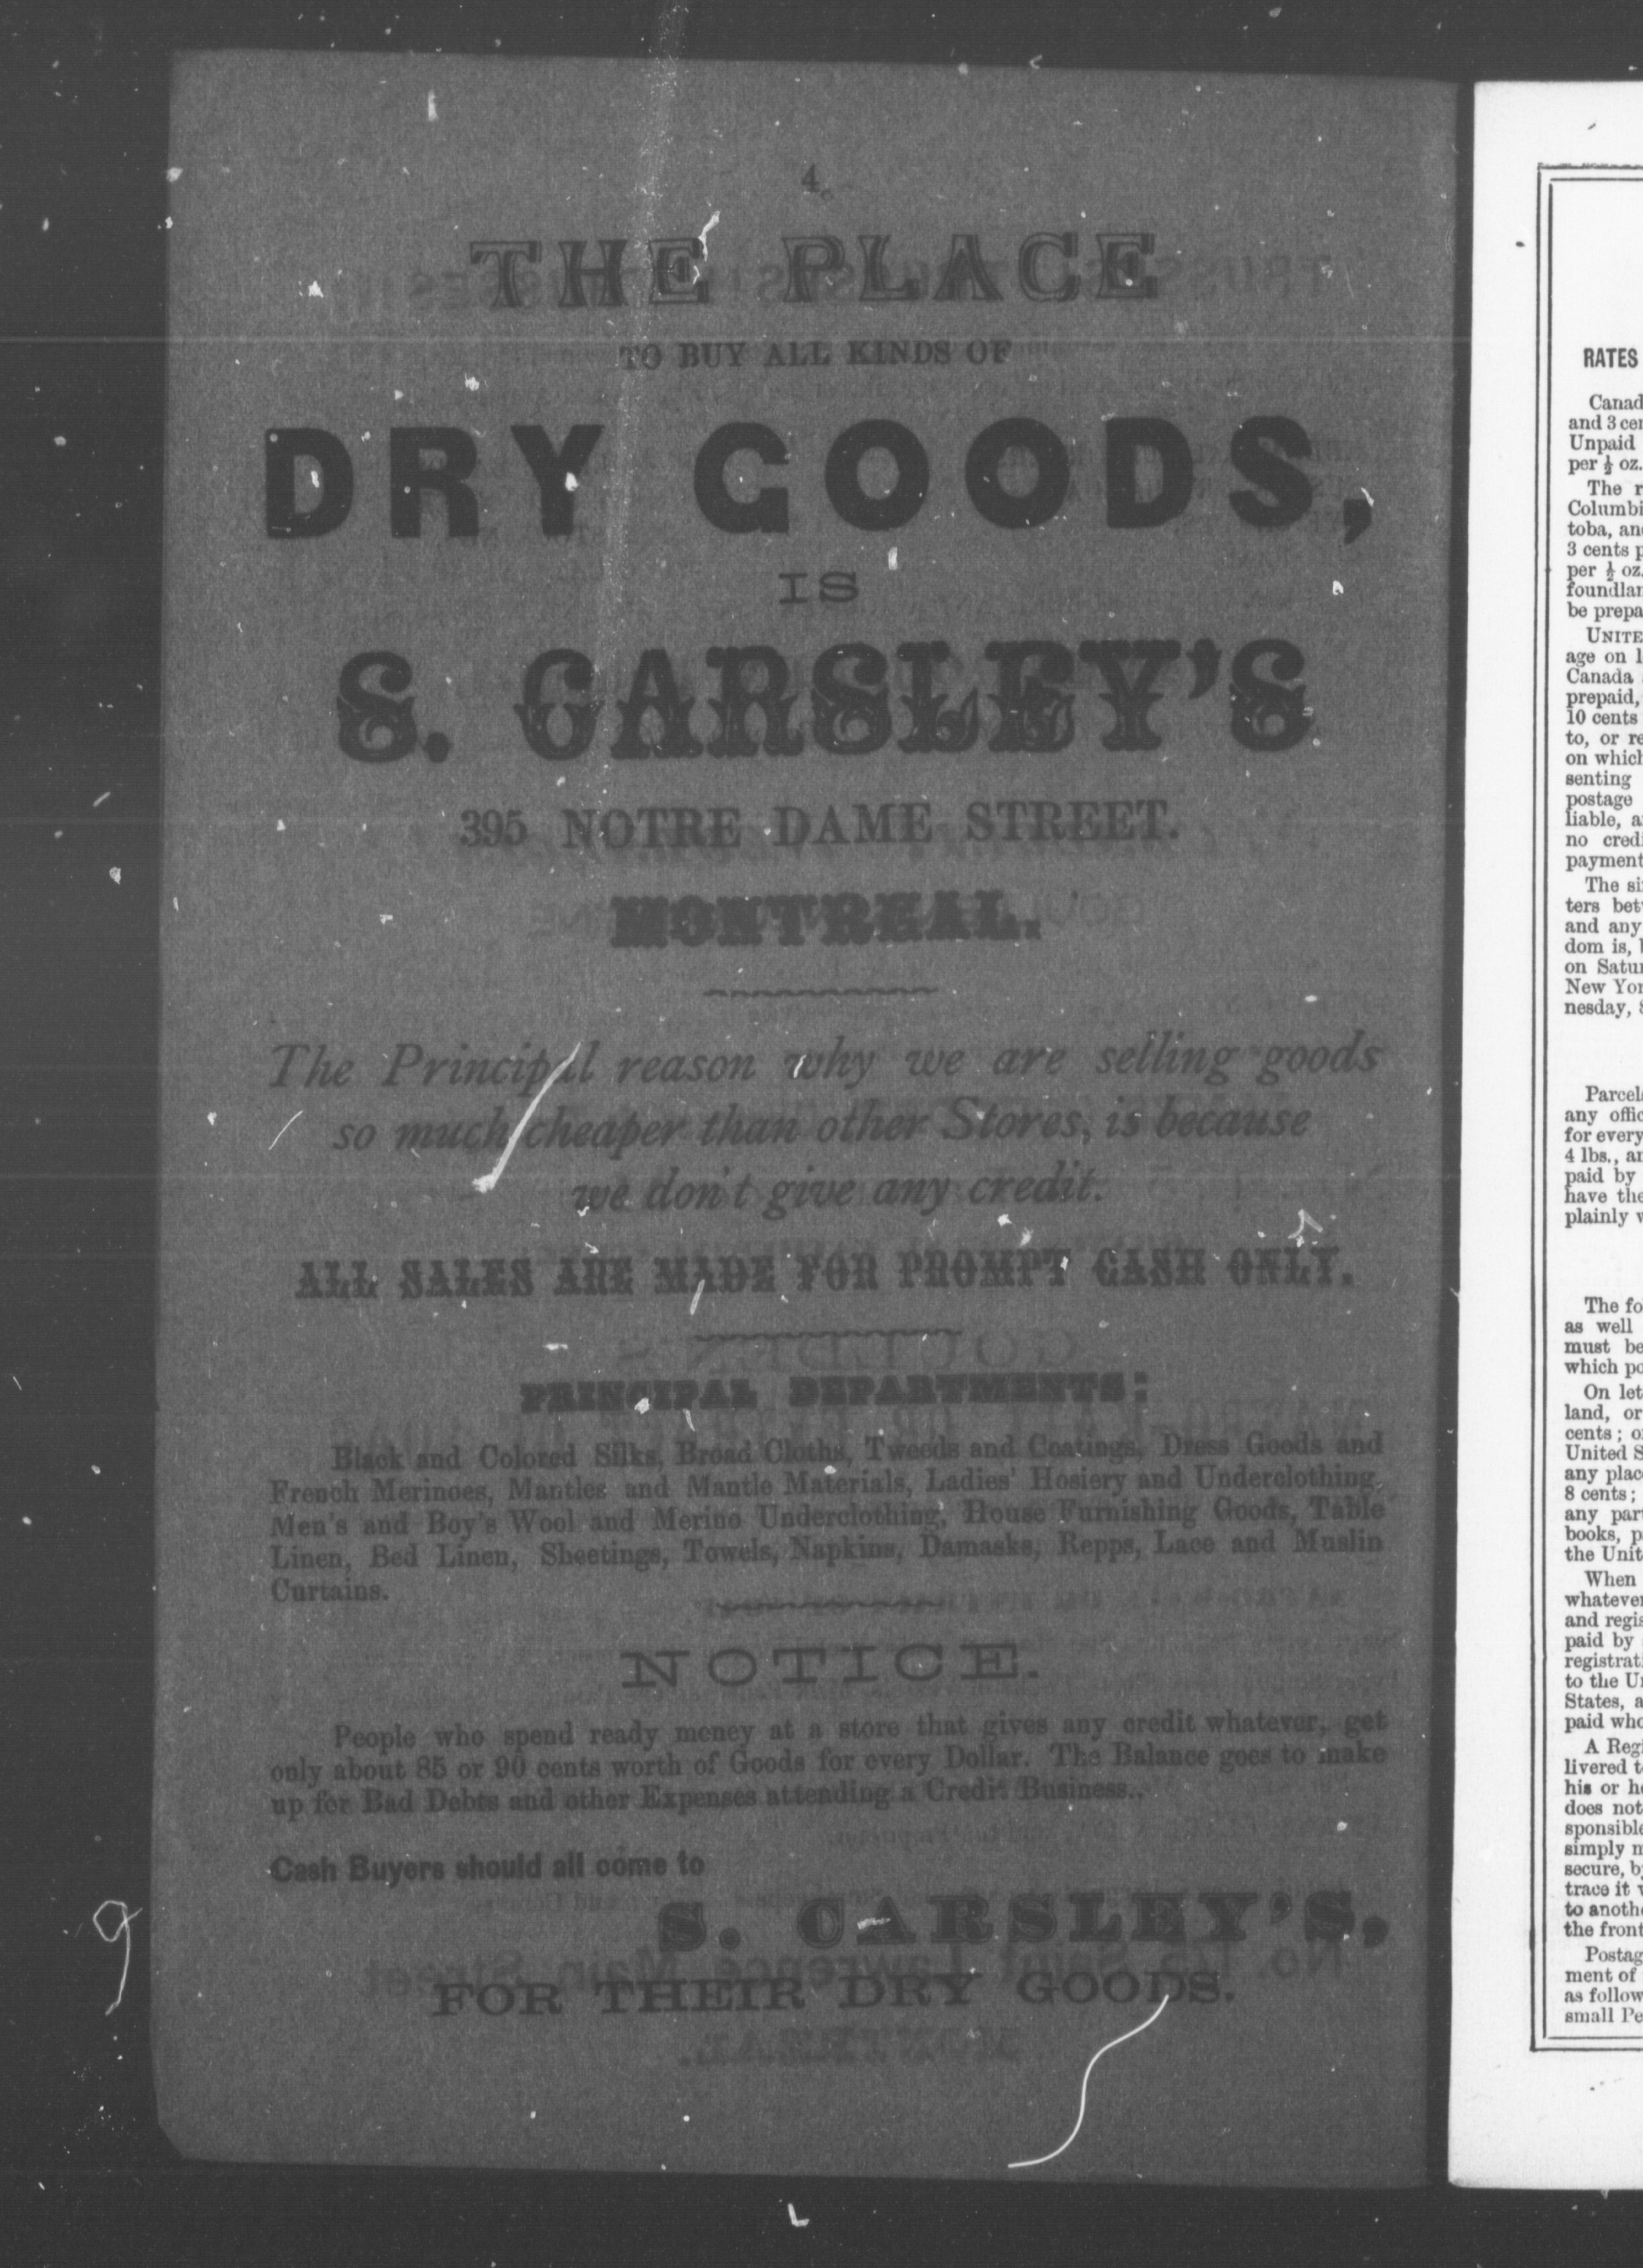 4
THE PLACE
TO BUY ALL KINDS OF
DRY GOODS,
IS
S. CARSLEY'S
395 NOTRE DAME STREET.
MONTREAL.
The Principal reason why we are selling goods
so much cheaper than other Stores, is because
we don't give any credit.
ALL SALES ARE MADE FOR PROMPT CASH ONLY.
PRINCIPAL DEPARTMENTS:
Black and Colored Silks, Broad Cloths, Tweeds and Coatings, Dress Goods and
French Merinoes, Mantles and Mantle Materials, Ladies' Hosiery and Underclothing,
Men's and Boy's Wool and Merino Underclothing, House Furnishing Goods, Table
Linen, Bed Linen, Sheetings, Towels, Napkins, Damasks, Repps, Lace and Muslin
Curtains.
NOTICE.
People who spend ready money at a store that gives any credit whatever, get
only about 85 or 90 cents worth of Goods for every Dollar. The Balance goes to make
up for Bad Debts and other Expenses attending a Credit Business..
Cash Buyers should all come to
S. CARSLEY'S,
FOR THEIR DRY GOODS.
RATES
Canad
and 3 cen
Unpaid
per ½ oz.
The r
Columbi
toba, and
3 cents p
per ½ oz.
foundlan
be prepa
UNITE
age on l
Canada
prepaid,
10 cents
to, or re
on which
senting
postage
liable, a
no credi
payment
The si
ters bet
and any
dom is, b
on Satur
New Yor
nesday, 8
Parcels
any offic
for every
4 lbs., an
paid by
have the
plainly w
The fo
as well
must be
which po
On let
land, or
cents; o
United S
any place
8 cents;
any part
books, p
the Unit
When
whatever
and regis
paid by
registrati
to the Un
States, a
paid who
A Regi
livered to
his or he
does not
sponsible
simply m
secure, by
trace it w
to anothe
the front
Postag
ment of
as follow
small Pe